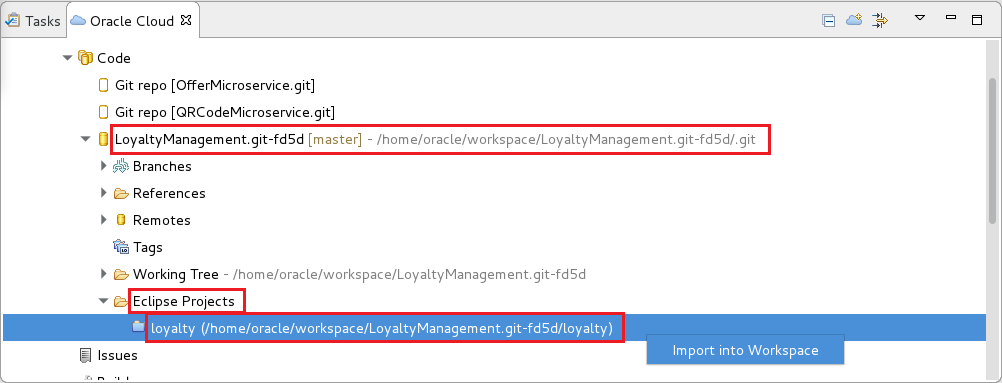 Tasks Oracle Cloud
Code
Git repo [OfferMicroservice.git]
Git repo [QRCodeMicroservice.git]
LoyaltyManagement.git-fd5d [master] - /home/oracle/workspace/LoyaltyManagement.git-fd5d/.git
Branches
References
Remotes
Tags
Working Tree - /home/oracle/workspace/LoyaltyManagement.git-fd5d
Eclipse Projects
loyalty (/home/oracle/workspace/LoyaltyManagement.git-fd5d/loyalty)
Import into Workspace
Issues